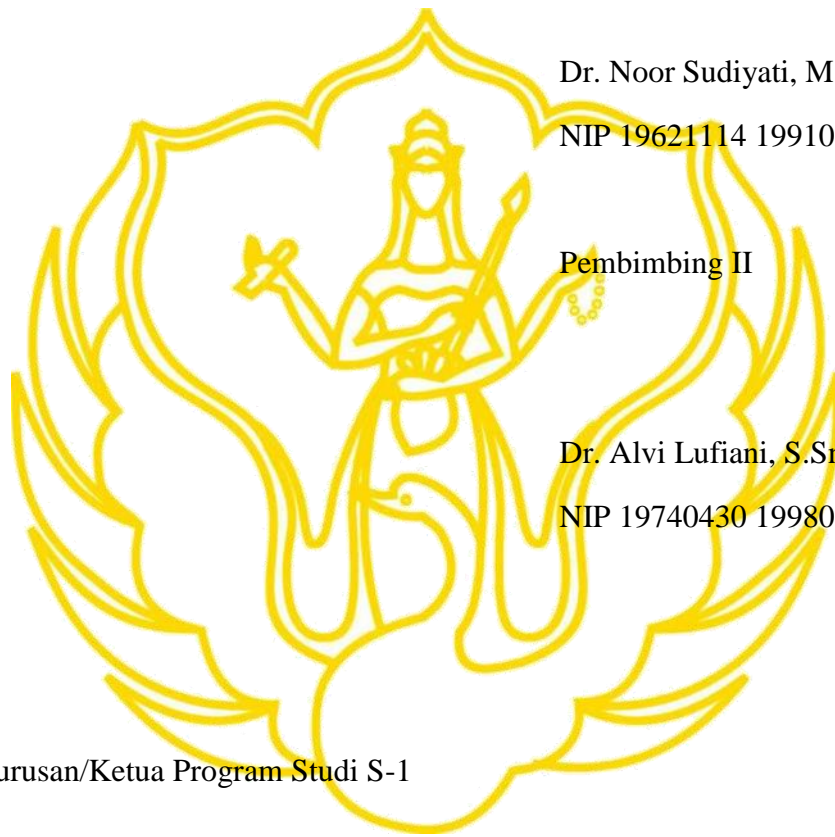 Dr. Noor Sudiyati, M
NIP 19621114 19910
Pembimbing II
Dr. Alvi Lufiani, S.Sn
NIP 19740430 19980
urusan/Ketua Program Studi S-1